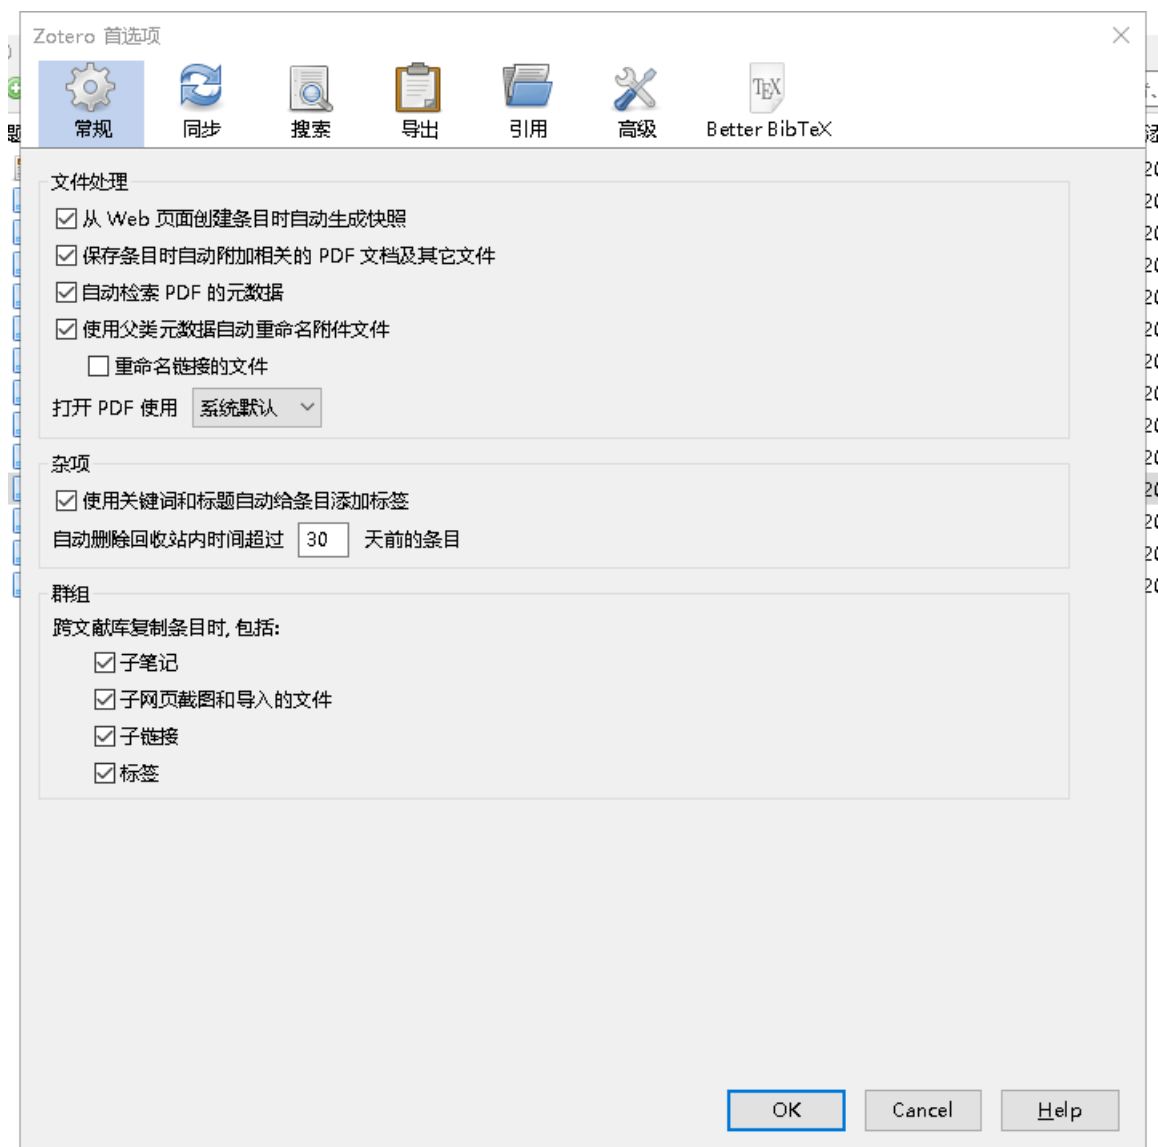 Zotero 首选项
常规 同步 搜索 导出 引用 高级 Better BibTeX
文件处理
从 Web 页面创建条目时自动生成快照
保存条目时自动附加相关的 PDF 文档及其它文件
自动检索 PDF 的元数据
使用父类元数据自动重命名附件文件
重命名链接的文件
打开 PDF 使用 系统默认
杂项
使用关键词和标题自动给条目添加标签
自动删除回收站内时间超过 30 天前的条目
群组
跨文献库复制条目时, 包括:
子笔记
子网页截图和导入的文件
子链接
标签
OK Cancel Help